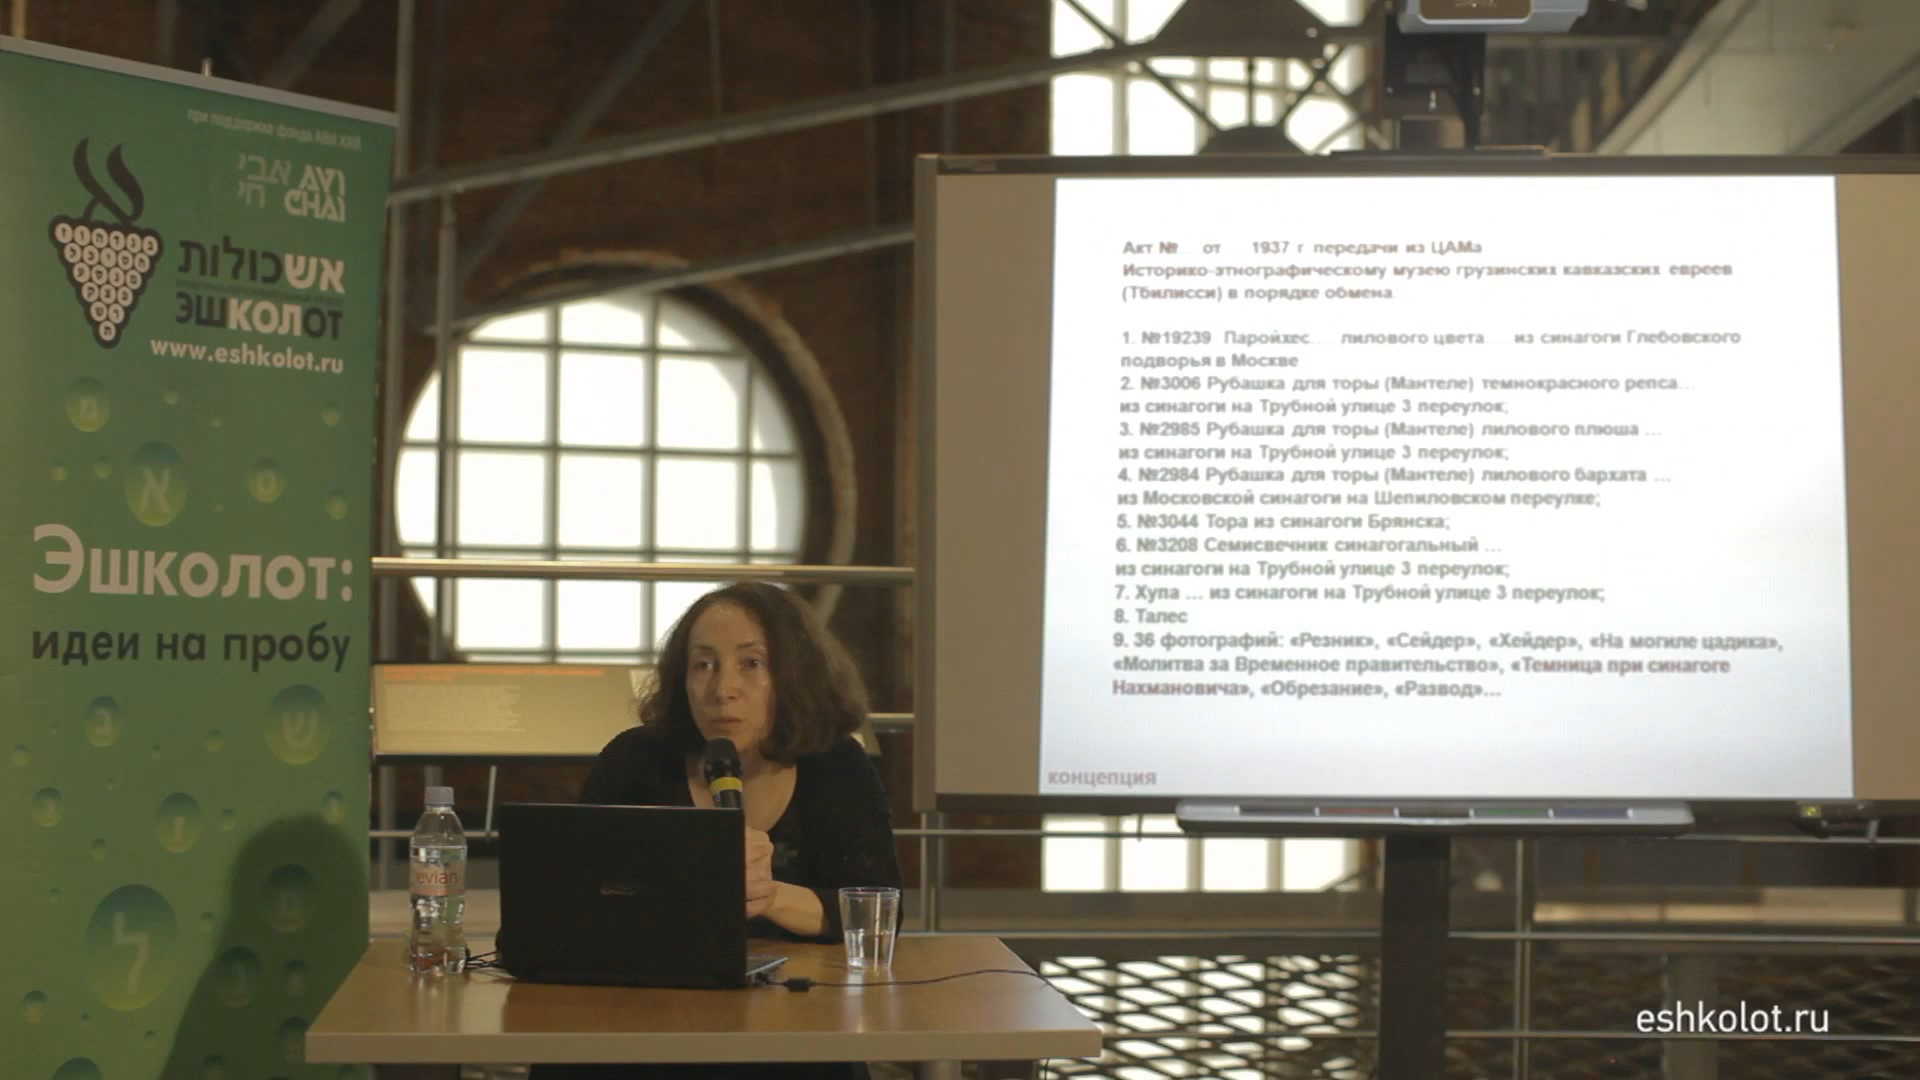 при поддержке фонда АВИ ХАЙ
אבי AVI
חי CHAI
אשכולות
ЭШКОЛОТ
www.eshkolot.ru
Эшколот:
идеи на пробу
evian
Акт №... от ... 1937 г. передачи из ЦАМа
Историко-этнографическому музею грузинских кавказских евреев
(Тбилисси) в порядке обмена.
1. №19239 Паройхес... лилового цвета ... из синагоги Глебовского
подворья в Москве
2. №3006 Рубашка для торы (Мантеле) темнокрасного репса...
из синагоги на Трубной улице 3 переулок;
3. №2985 Рубашка для торы (Мантеле) лилового плюша ...
из синагоги на Трубной улице 3 переулок;
4. №2984 Рубашка для торы (Мантеле) лилового бархата ...
из Московской синагоги на Шепиловском переулке;
5. №3044 Тора из синагоги Брянска;
6. №3208 Семисвечник синагогальный ...
из синагоги на Трубной улице 3 переулок;
7. Хупа ... из синагоги на Трубной улице 3 переулок;
8. Талес
9. 36 фотографий: «Резник», «Сейдер», «Хейдер», «На могиле цадика»,
«Молитва за Временное правительство», «Темница при синагоге
Нахмановича», «Обрезание», «Развод»...
концепция
eshkolot.ru